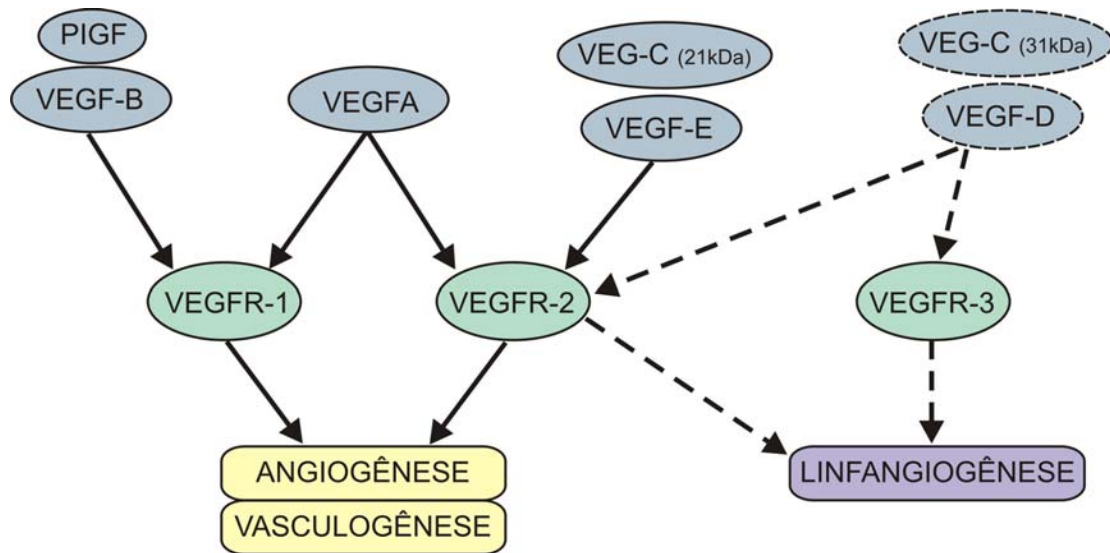 PIGF
VEGF-B
VEGFA
VEG-C (21kDa)
VEGF-E
VEG-C (31kDa)
VEGF-D
VEGFR-1
VEGFR-2
VEGFR-3
ANGIOGÊNESE
VASCULOGÊNESE
LINFANGIOGÊNESE